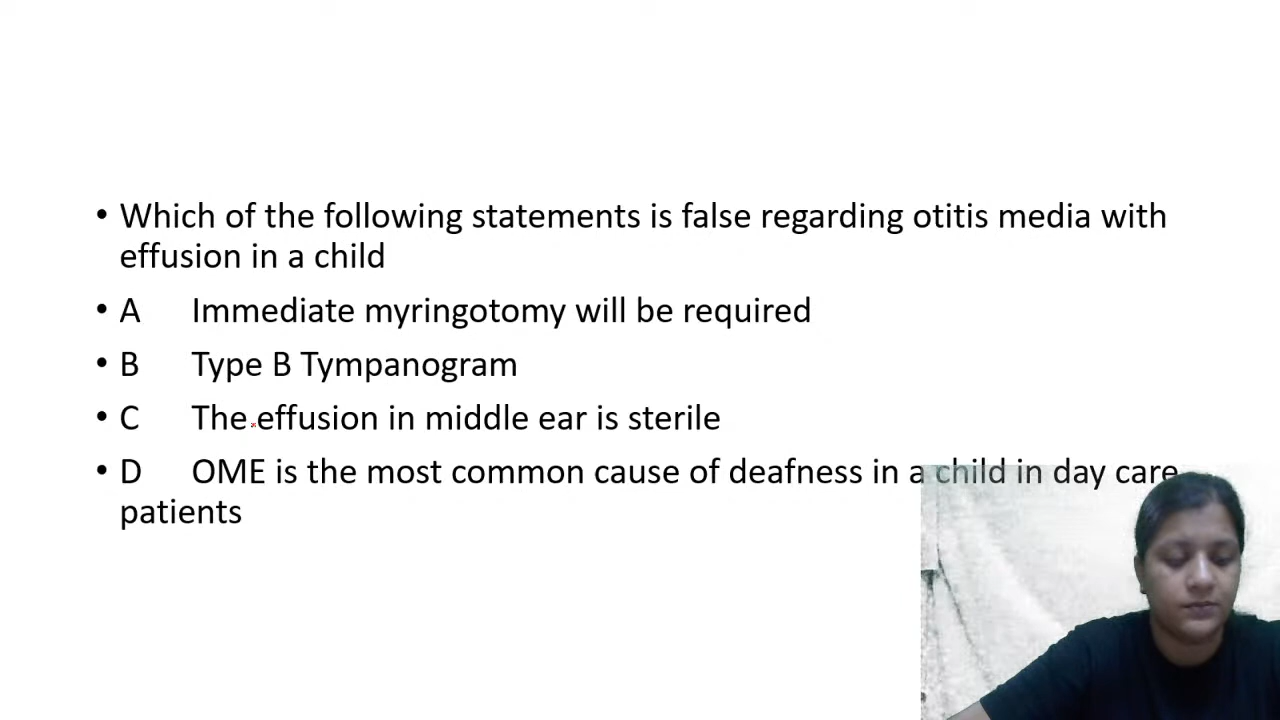 • Which of the following statements is false regarding otitis media with
effusion in a child
• A Immediate myringotomy will be required
• B Type B Tympanogram
• C The effusion in middle ear is sterile
• D OME is the most common cause of deafness in a child in day care
patients